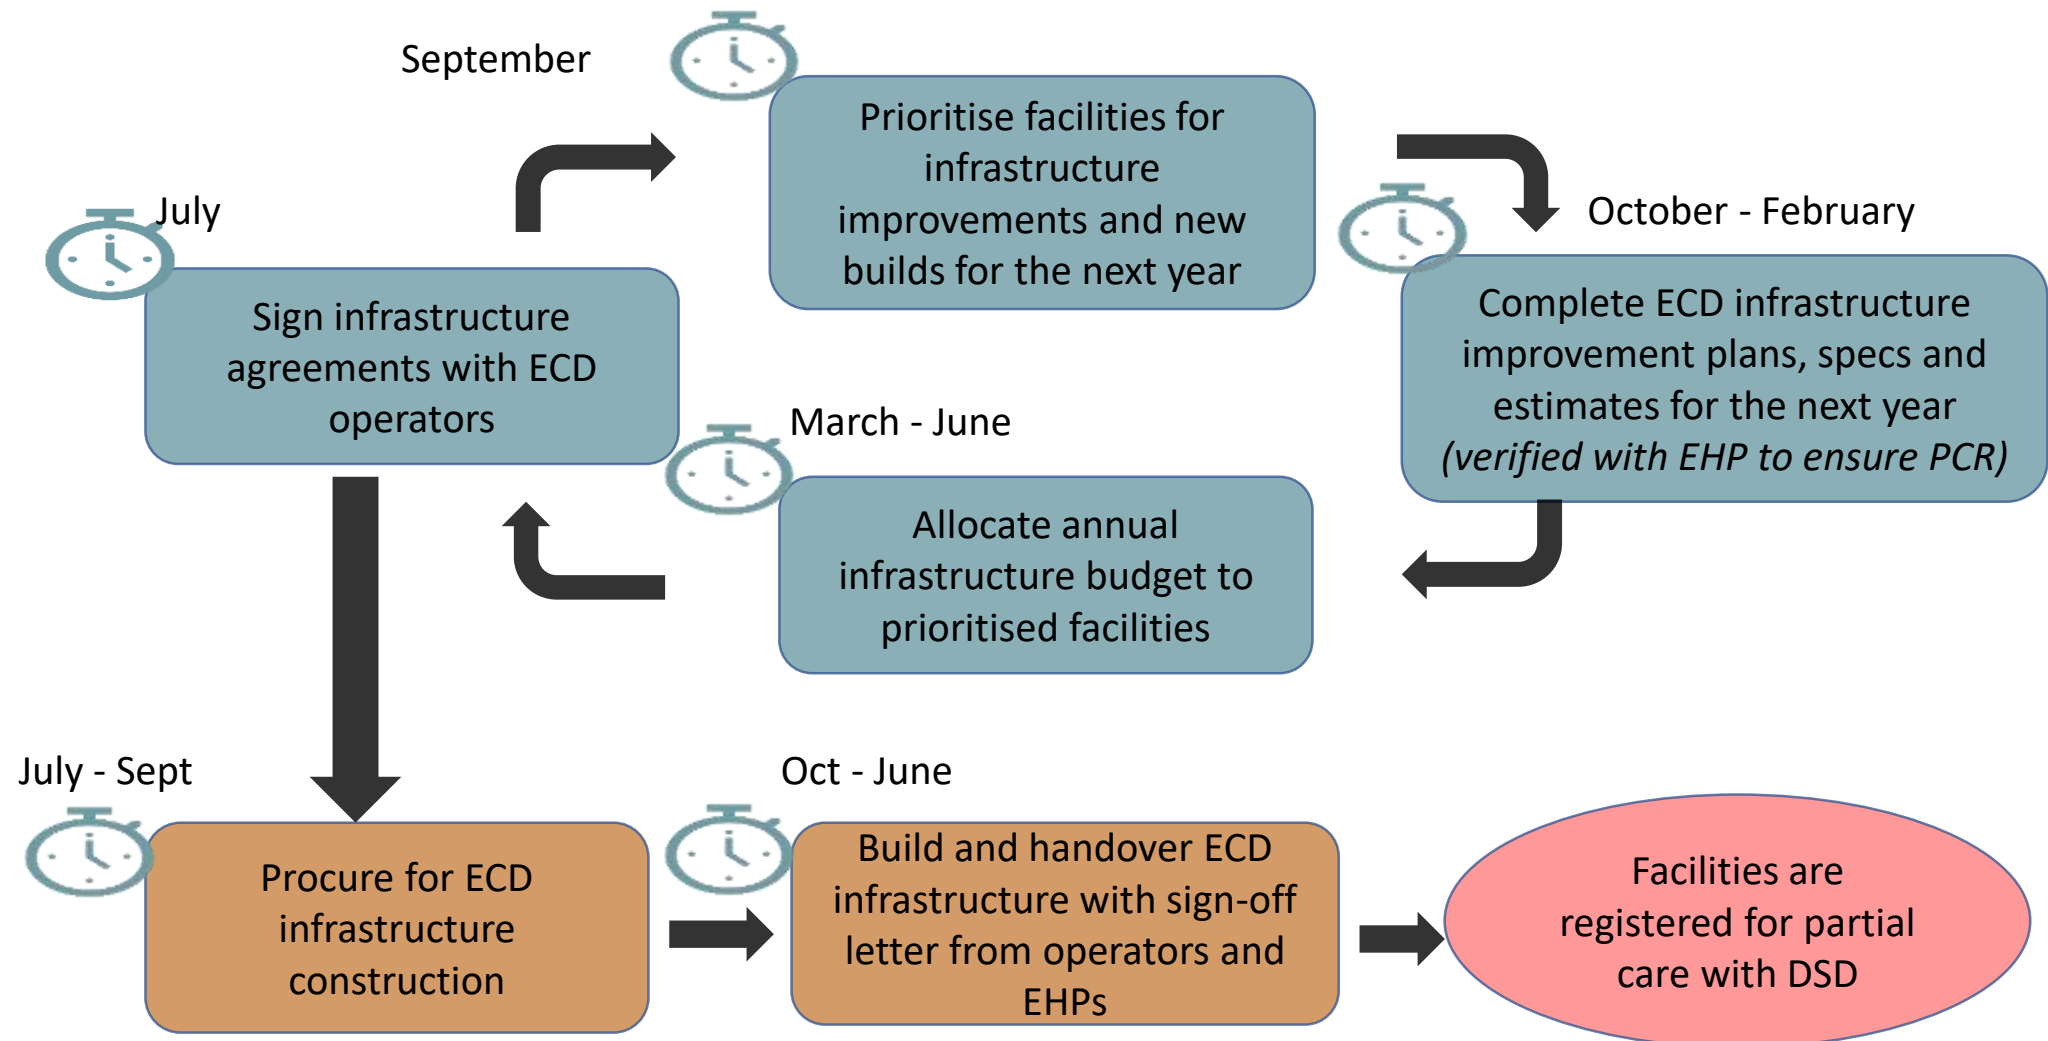 September
Prioritise facilities for
infrastructure
improvements and new
builds for the next year
July
Sign infrastructure
agreements with ECD
operators
October - February
Complete ECD infrastructure
improvement plans, specs and
estimates for the next year
(verified with EHP to ensure PCR)
March - June
Allocate annual
infrastructure budget to
prioritised facilities
July - Sept
Procure for ECD
infrastructure
construction
Oct - June
Build and handover ECD
infrastructure with sign-off
letter from operators and
EHPs
Facilities are
registered for partial
care with DSD